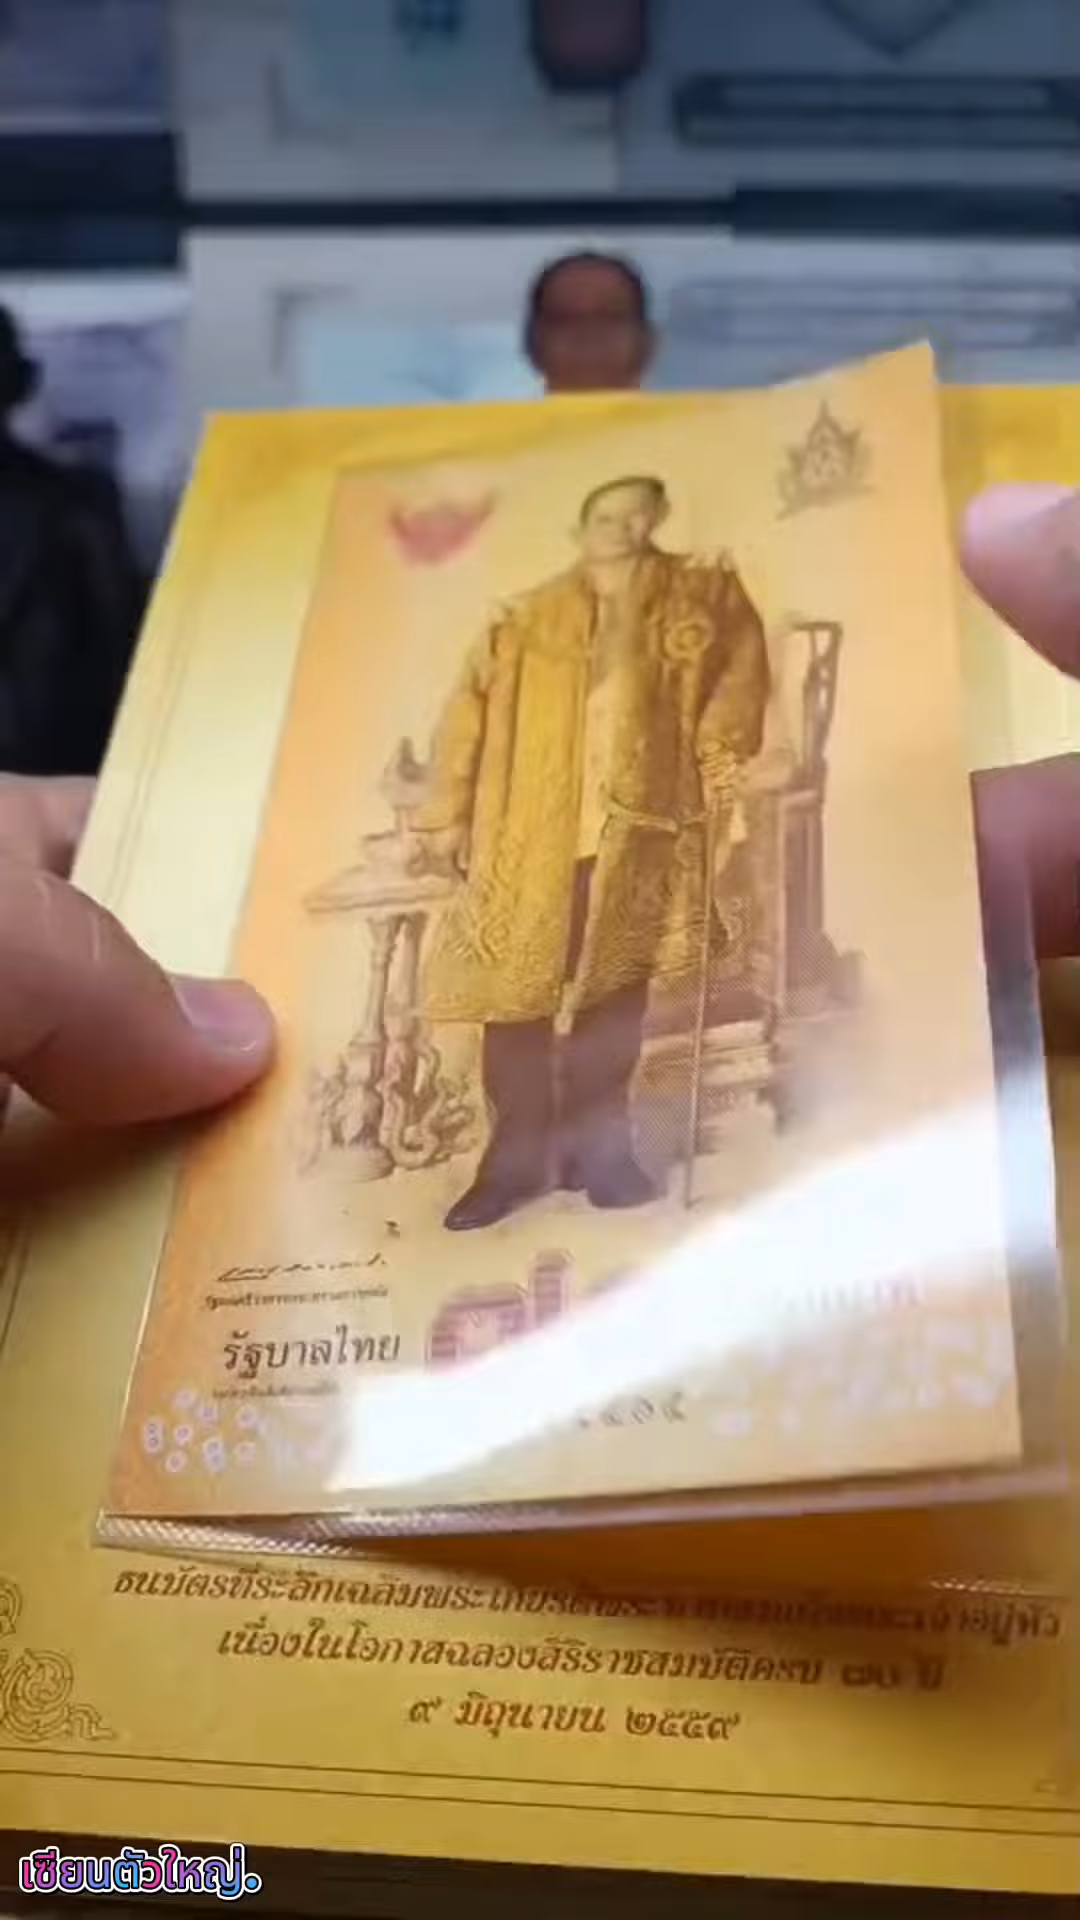 รัฐบาลไทย
ธนบัตรที่ระลึกเฉลิมพระเกียรติพระบาทสมเด็จพระเจ้าอยู่หัว
เนื่องในโอกาสฉลองสิริราชสมบัติครบ ๗๐ ปี
๙ มิถุนายน ๒๕๕๙
เซียนตัวใหญ่.